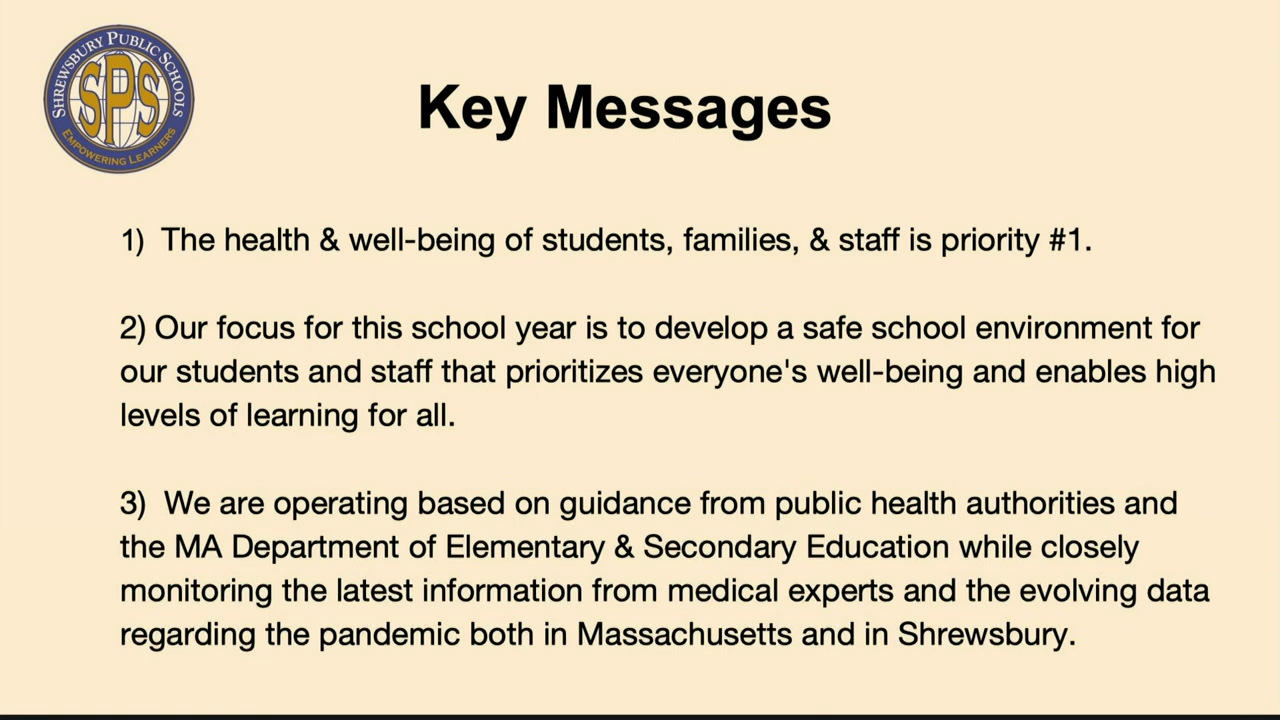 SHREWSBURY PUBLIC SCHOOLS
SPS
EMPOWERING LEARNERS
Key Messages
1) The health & well-being of students, families, & staff is priority #1.
2) Our focus for this school year is to develop a safe school environment for
our students and staff that prioritizes everyone's well-being and enables high
levels of learning for all.
3) We are operating based on guidance from public health authorities and
the MA Department of Elementary & Secondary Education while closely
monitoring the latest information from medical experts and the evolving data
regarding the pandemic both in Massachusetts and in Shrewsbury.